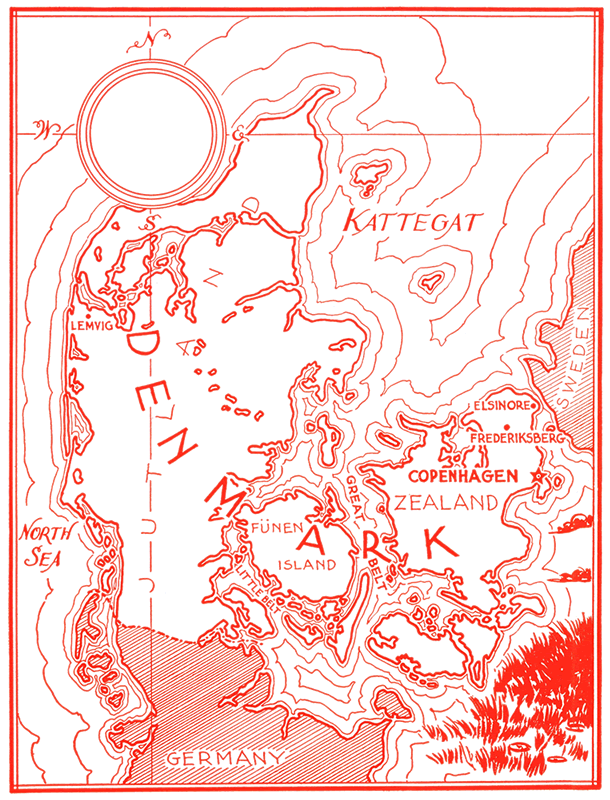 N
W
E
S
KATTEGAT
LEMVIG
SWEDEN
JUTLAND
DENMARK
ELSINORE
FREDERIKSBERG
COPENHAGEN
ZEALAND
GREAT
BELT
FÜNEN
ISLAND
LITTLE BELT
NORTH
SEA
GERMANY